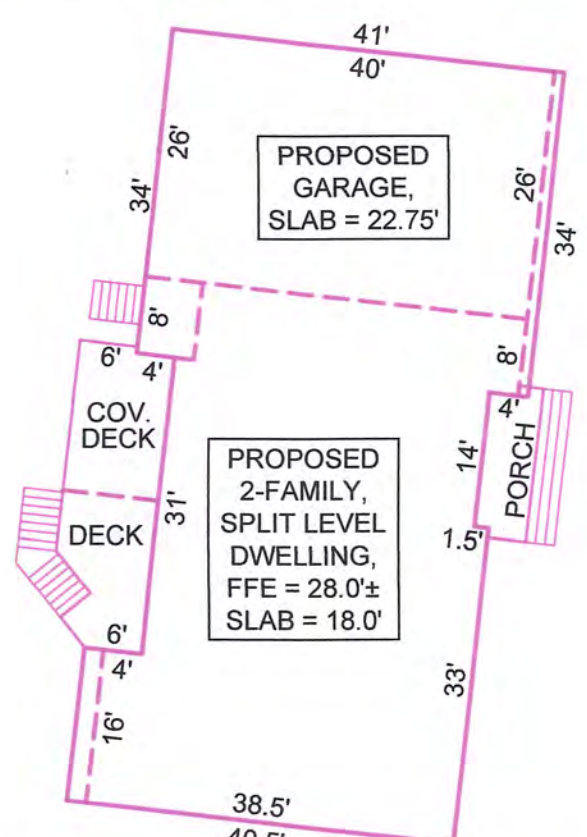 41'
40'
26'
34'
PROPOSED
GARAGE,
SLAB = 22.75'
26'
34'
8'
8'
6'
4'
4'
COV.
DECK
14'
PORCH
PROPOSED
2-FAMILY,
SPLIT LEVEL
DWELLING,
FFE = 28.0'±
SLAB = 18.0'
31'
DECK
1.5'
6'
4'
33'
16'
38.5'
40.5'